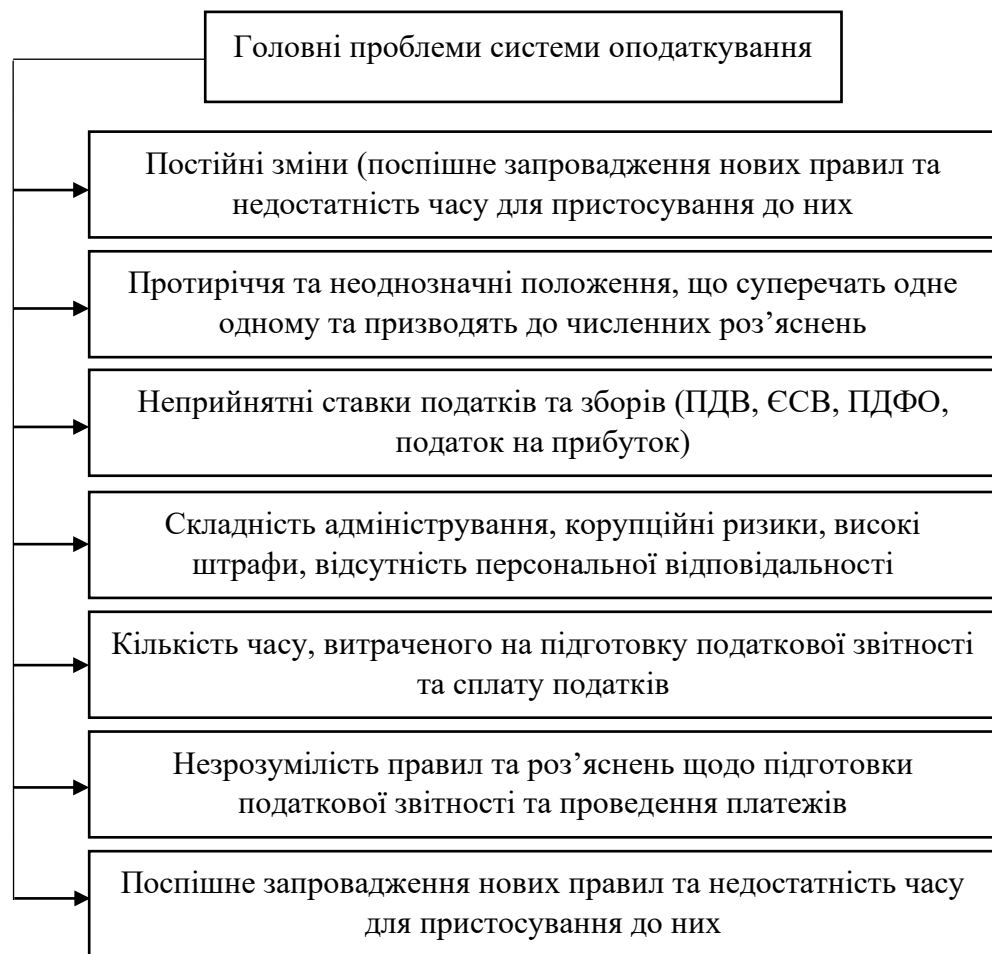 Головні проблеми системи оподаткування
Постійні зміни (поспішне запровадження нових правил та
недостатність часу для пристосування до них
Протиріччя та неоднозначні положення, що суперечать одне
одному та призводять до численних роз’яснень
Неприйнятні ставки податків та зборів (ПДВ, ЄСВ, ПДФО,
податок на прибуток)
Складність адміністрування, корупційні ризики, високі
штрафи, відсутність персональної відповідальності
Кількість часу, витраченого на підготовку податкової звітності
та сплату податків
Незрозумілість правил та роз’яснень щодо підготовки
податкової звітності та проведення платежів
Поспішне запровадження нових правил та недостатність часу
для пристосування до них